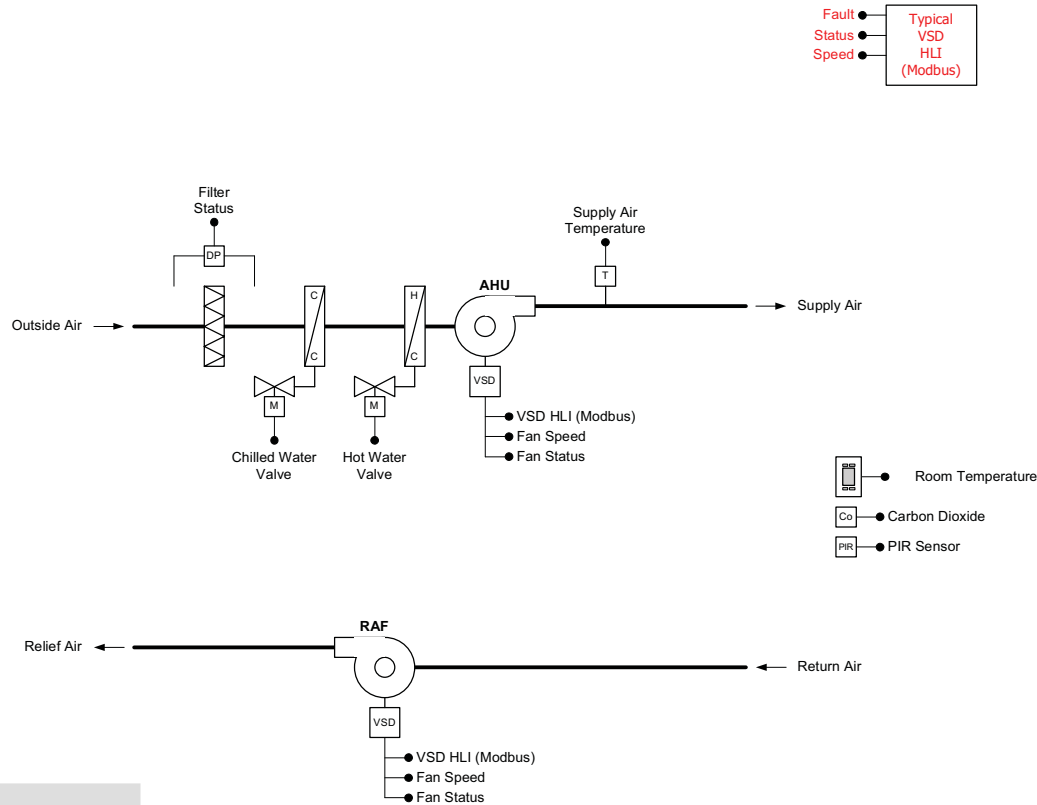 Fault
Status
Speed
Typical
VSD
HLI
(Modbus)
Filter
Status
DP
Supply Air
Temperature
T
Outside Air
C
C
H
C
AHU
Supply Air
VSD
M
M
Chilled Water
Valve
Hot Water
Valve
VSD HLI (Modbus)
Fan Speed
Fan Status
Room Temperature
Co
Carbon Dioxide
PIR
PIR Sensor
RAF
Relief Air
Return Air
VSD
VSD HLI (Modbus)
Fan Speed
Fan Status